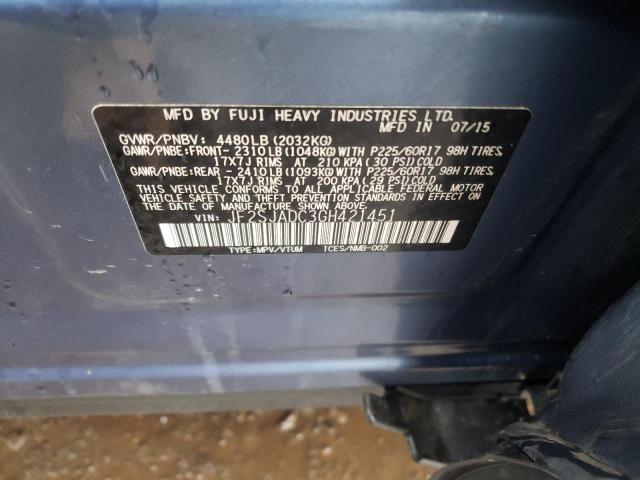 MFD BY FUJI HEAVY INDUSTRIES LTD.
MFD IN 07/15
GVWR/PNBV: 4480LB (2032KG)
GAWR/PNBE:FRONT- 2310LB (1048KG) WITH P225/60R17 98H TIRES,
17X7J RIMS AT 210 KPA (30 PSI) COLD
GAWR/PNBE:REAR - 2410LB (1093KG) WITH P225/60R17 98H TIRES,
17X7J RIMS AT 200 KPA (29 PSI) COLD
THIS VEHICLE CONFORMS TO ALL APPLICABLE FEDERAL MOTOR
VEHICLE SAFETY STANDARDS IN EFFECT ON THE DATE OF
MANUFACTURE SHOWN ABOVE.
VIN: JF2SJADC3GH421451
TYPE:MPV/VTUM ICES/NMB-002